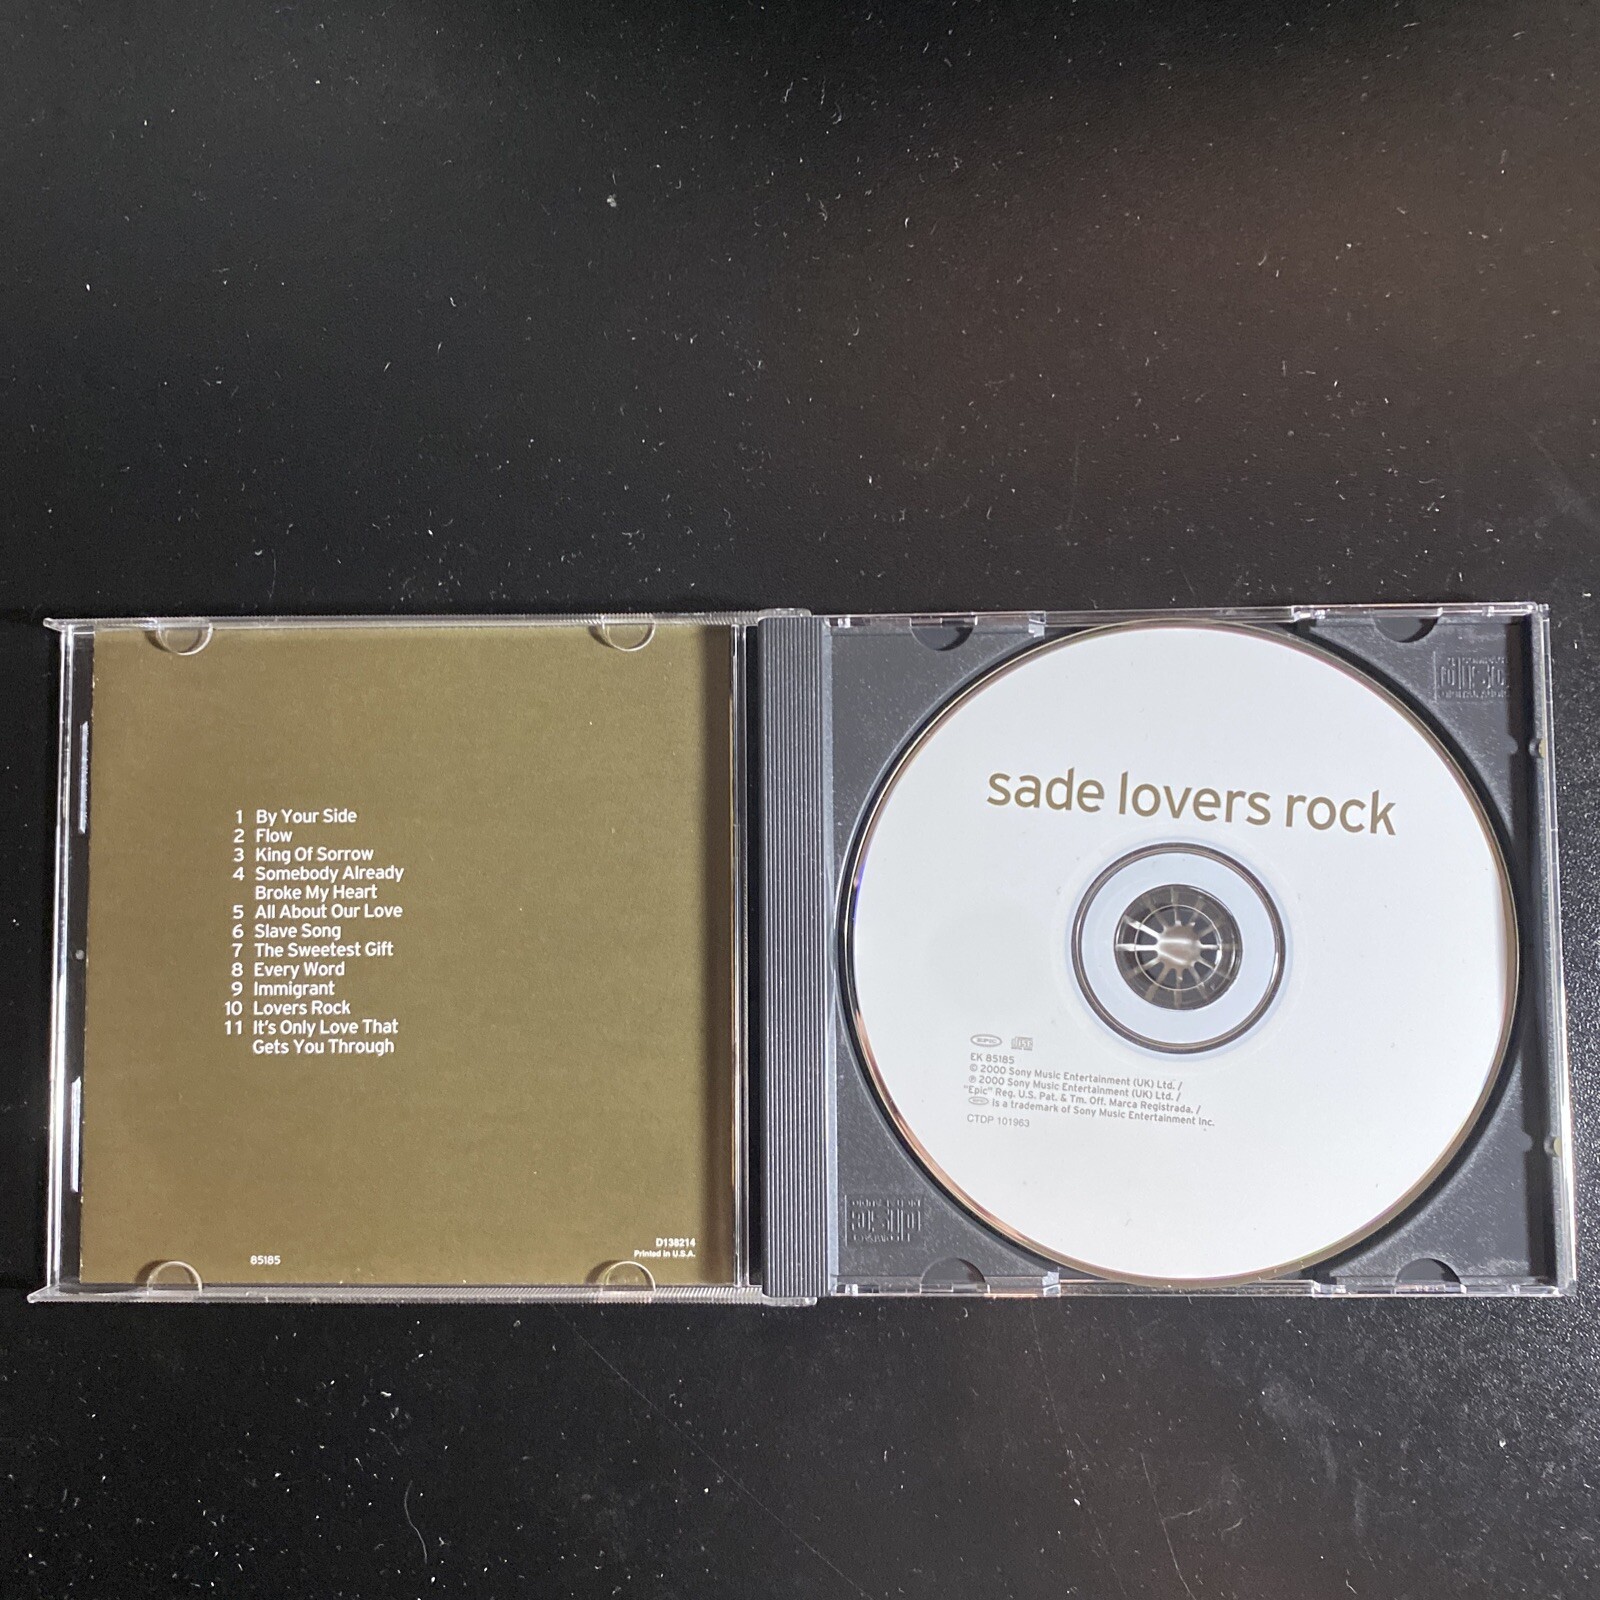 1 By Your Side
2 Flow
3 King Of Sorrow
4 Somebody Already
Broke My Heart
5 All About Our Love
6 Slave Song
7 The Sweetest Gift
8 Every Word
9 Immigrant
10 Lovers Rock
11 It's Only Love That
Gets You Through
85185
D138214
Printed in U.S.A.
sade lovers rock
epic
EK 85185
© 2000 Sony Music Entertainment (UK) Ltd. /
℗ 2000 Sony Music Entertainment (UK) Ltd. /
"Epic" Reg. U.S. Pat. & Tm. Off. Marca Registrada. /
epic is a trademark of Sony Music Entertainment Inc.
CTDP 101963